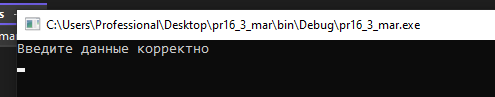 C:\Users\Professional\Desktop\pr16_3_mar\bin\Debug\pr16_3_mar.exe
Введите данные корректно